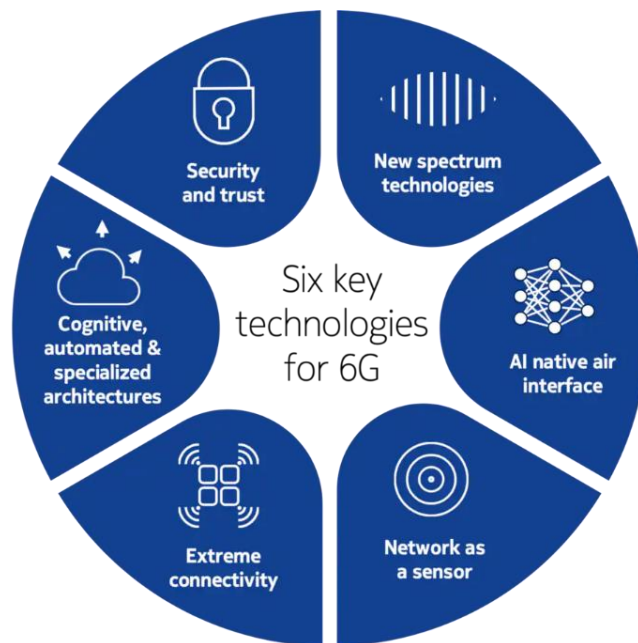 Six key
technologies
for 6G
New spectrum
technologies
AI native air
interface
Network as
a sensor
Extreme
connectivity
Cognitive,
automated &
specialized
architectures
Security
and trust